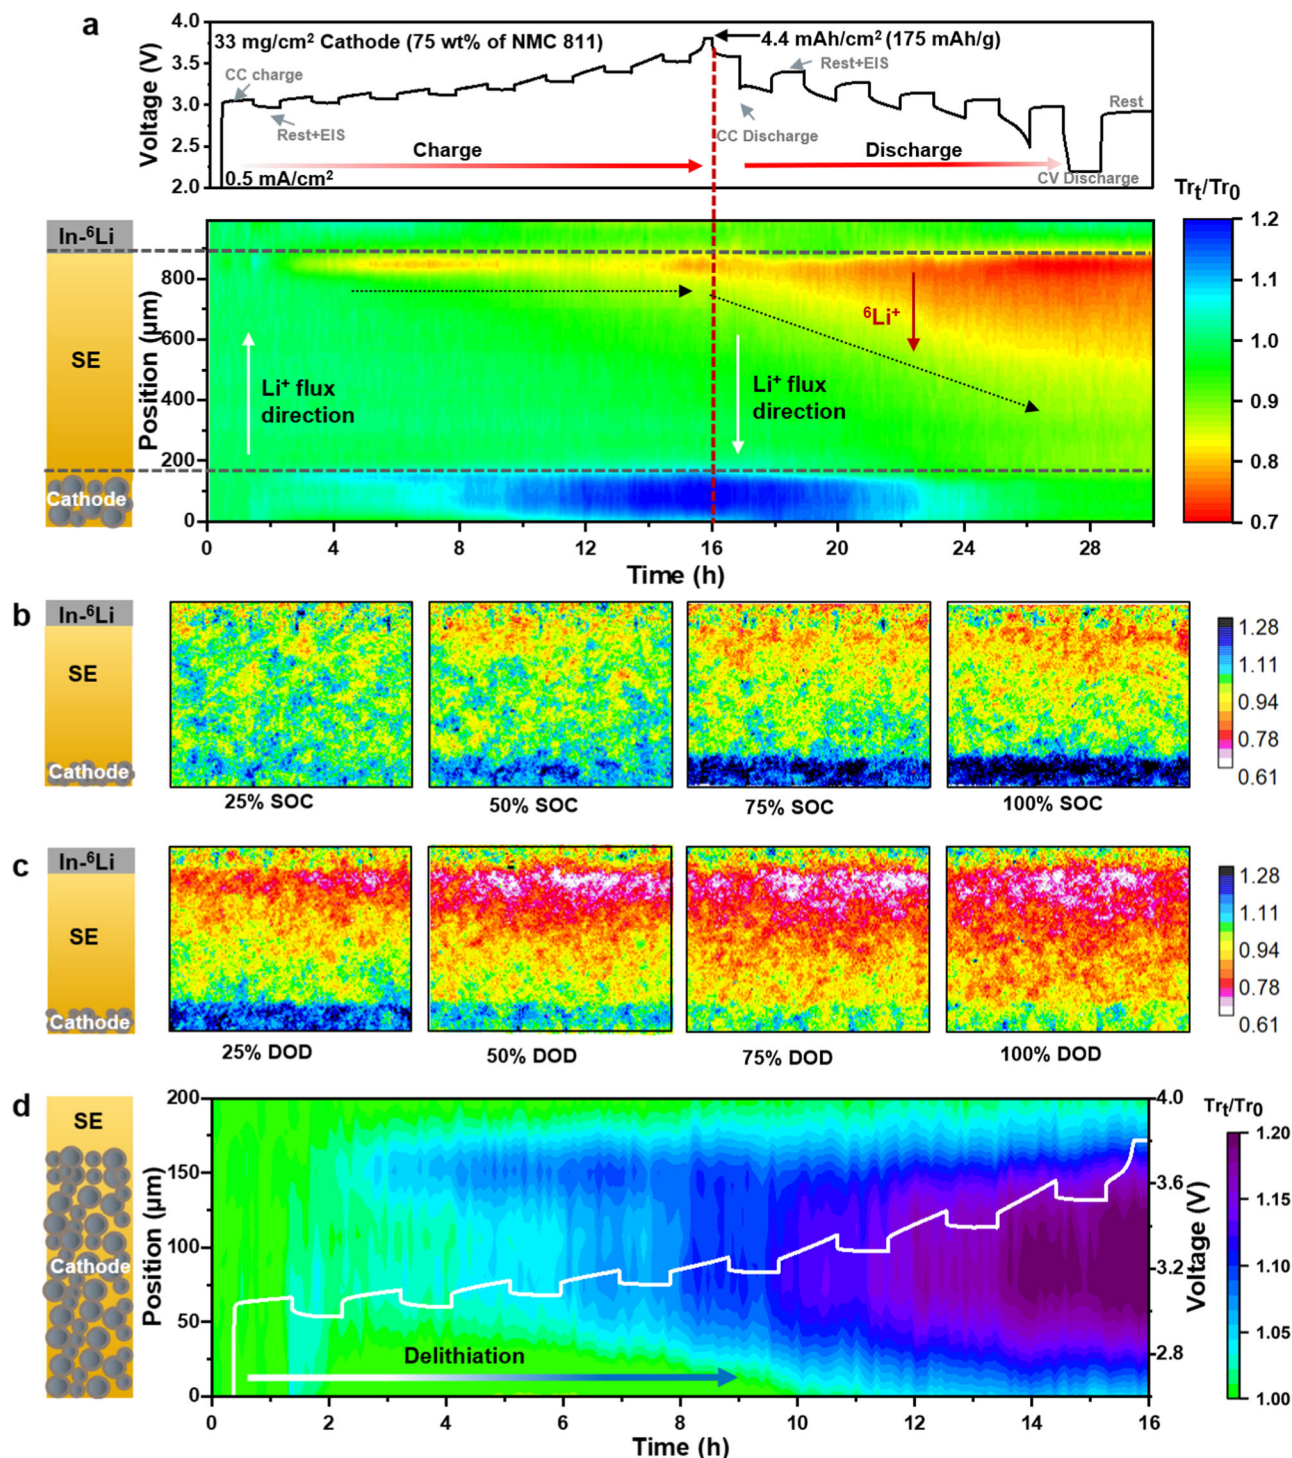 a
33 mg/cm² Cathode (75 wt% of NMC 811)
4.4 mAh/cm² (175 mAh/g)
CC charge
Rest+EIS
Rest+EIS
CC Discharge
Rest
CV Discharge
Charge
Discharge
0.5 mA/cm²
Voltage (V)
4.0
3.5
3.0
2.5
2.0
In-⁶Li
SE
Cathode
Position (µm)
800
600
400
200
0
Li⁺ flux
direction
Li⁺ flux
direction
⁶Li⁺
0 4 8 12 16 20 24 28
Time (h)
Trt/Tr0
1.2
1.1
1.0
0.9
0.8
0.7
b
In-⁶Li
SE
Cathode
25% SOC
50% SOC
75% SOC
100% SOC
1.28
1.11
0.94
0.78
0.61
c
In-⁶Li
SE
Cathode
25% DOD
50% DOD
75% DOD
100% DOD
1.28
1.11
0.94
0.78
0.61
d
SE
Cathode
Position (µm)
200
150
100
50
0
Delithiation
0 2 4 6 8 10 12 14 16
Time (h)
4.0
3.6
3.2
2.8
Voltage (V)
Trt/Tr0
1.20
1.15
1.10
1.05
1.00